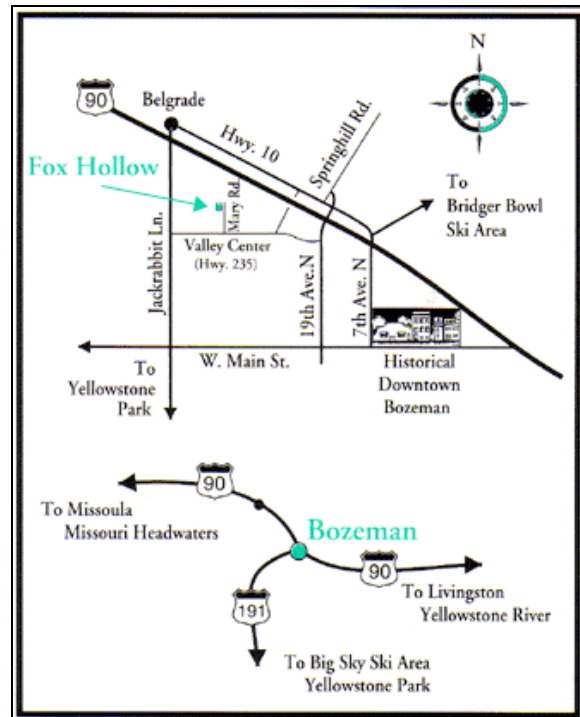 N
90
Belgrade
Hwy. 10
Springhill Rd.
Fox Hollow
Mary Rd.
To
Bridger Bowl
Ski Area
Jackrabbit Ln.
Valley Center
(Hwy. 235)
19th Ave.N
7th Ave. N
W. Main St.
To
Yellowstone
Park
Historical
Downtown
Bozeman
90
To Missoula
Missouri Headwaters
Bozeman
90
To Livingston
Yellowstone River
191
To Big Sky Ski Area
Yellowstone Park